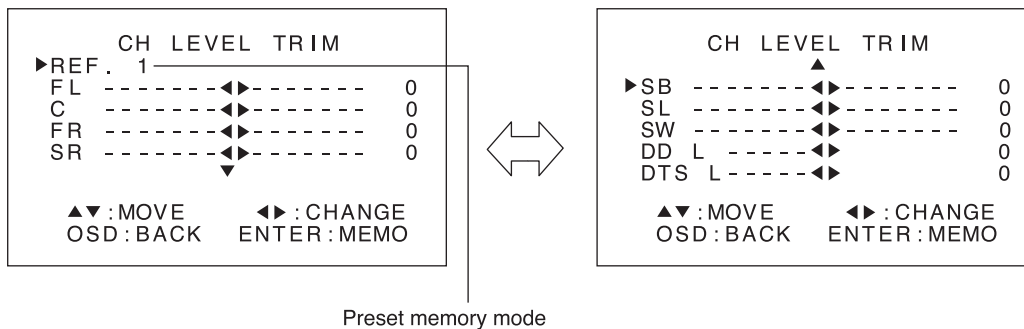 CH LEVEL TRIM
▶REF. 1
FL - - - - - - - - - - ◀▶ - - - - - - - - - - 0
C - - - - - - - - - - ◀▶ - - - - - - - - - - 0
FR - - - - - - - - - - ◀▶ - - - - - - - - - - 0
SR - - - - - - - - - - ◀▶ - - - - - - - - - - 0
▼
▲▼:MOVE ◀▶:CHANGE
OSD:BACK ENTER:MEMO
CH LEVEL TRIM
▲
▶SB - - - - - - - - - - ◀▶ - - - - - - - - - - 0
SL - - - - - - - - - - ◀▶ - - - - - - - - - - 0
SW - - - - - - - - - - ◀▶ - - - - - - - - - - 0
DD L - - - - - ◀▶ 0
DTS L - - - - - ◀▶ 0
▲▼:MOVE ◀▶:CHANGE
OSD:BACK ENTER:MEMO
Preset memory mode